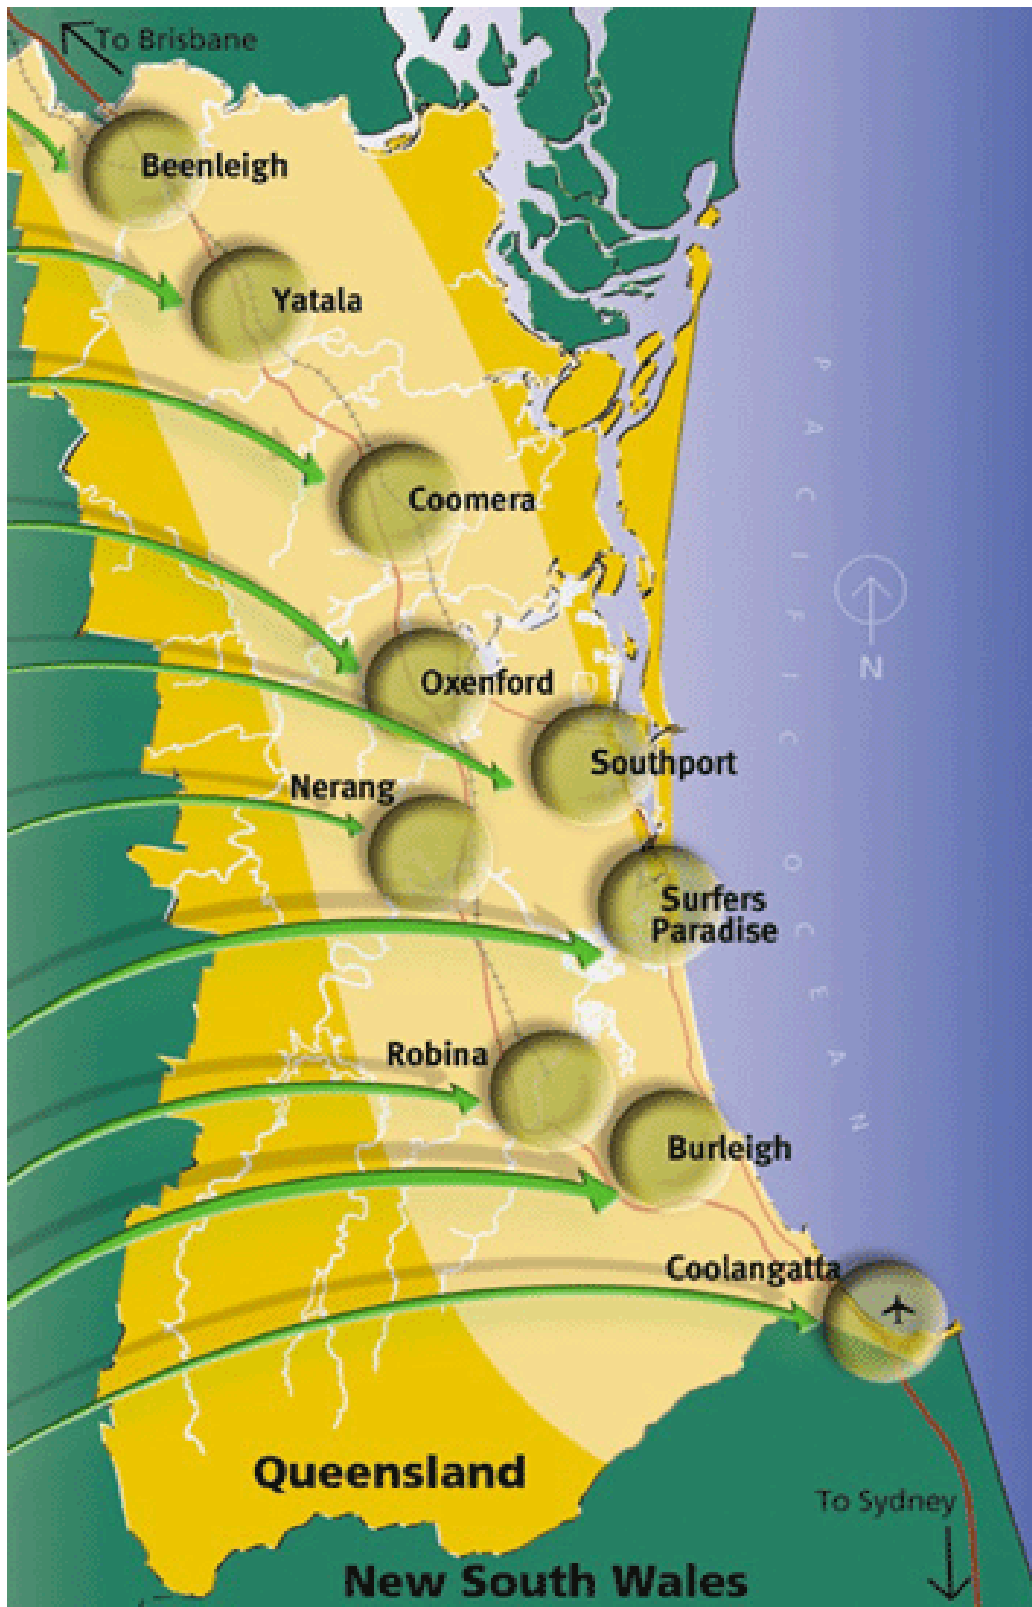 To Brisbane
Beenleigh
Yatala
Coomera
Oxenford
Southport
Nerang
Surfers
Paradise
Robina
Burleigh
Coolangatta
PACIFIC OCEAN
N
Queensland
To Sydney
New South Wales